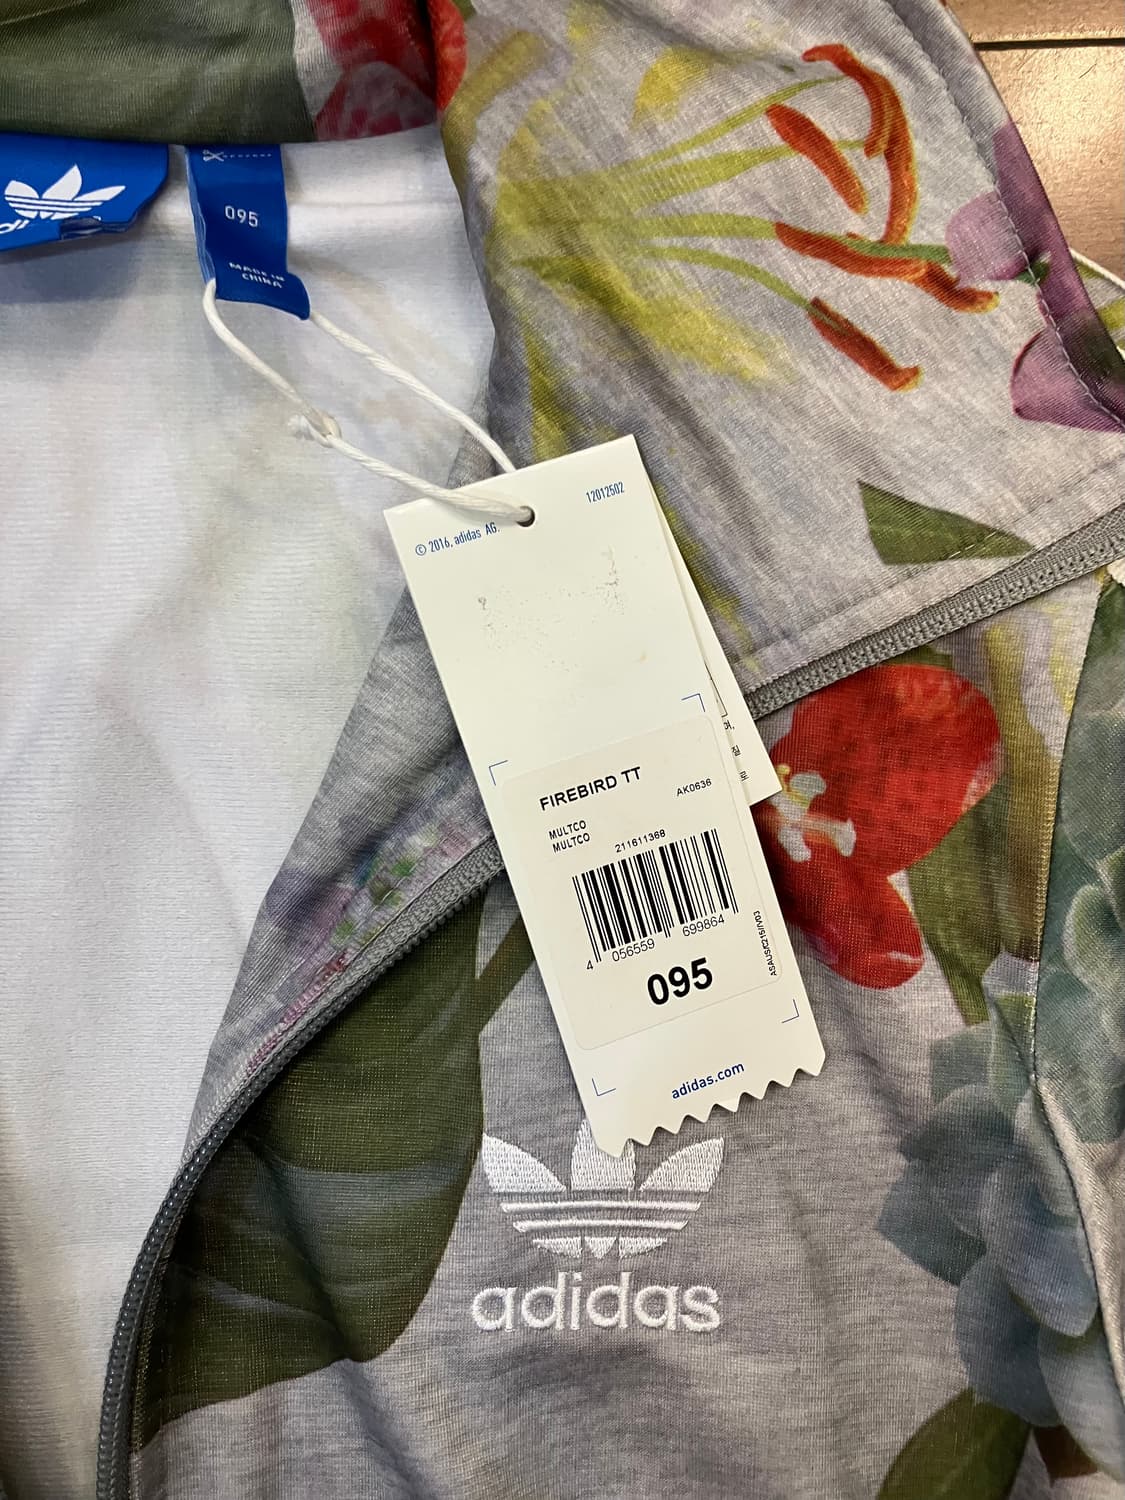 095
MADE IN
CHINA
© 2016, adidas AG.
12012502
FIREBIRD TT
AK0636
MULTCO
MULTCO
211611368
4 056559 699864
095
adidas.com
adidas